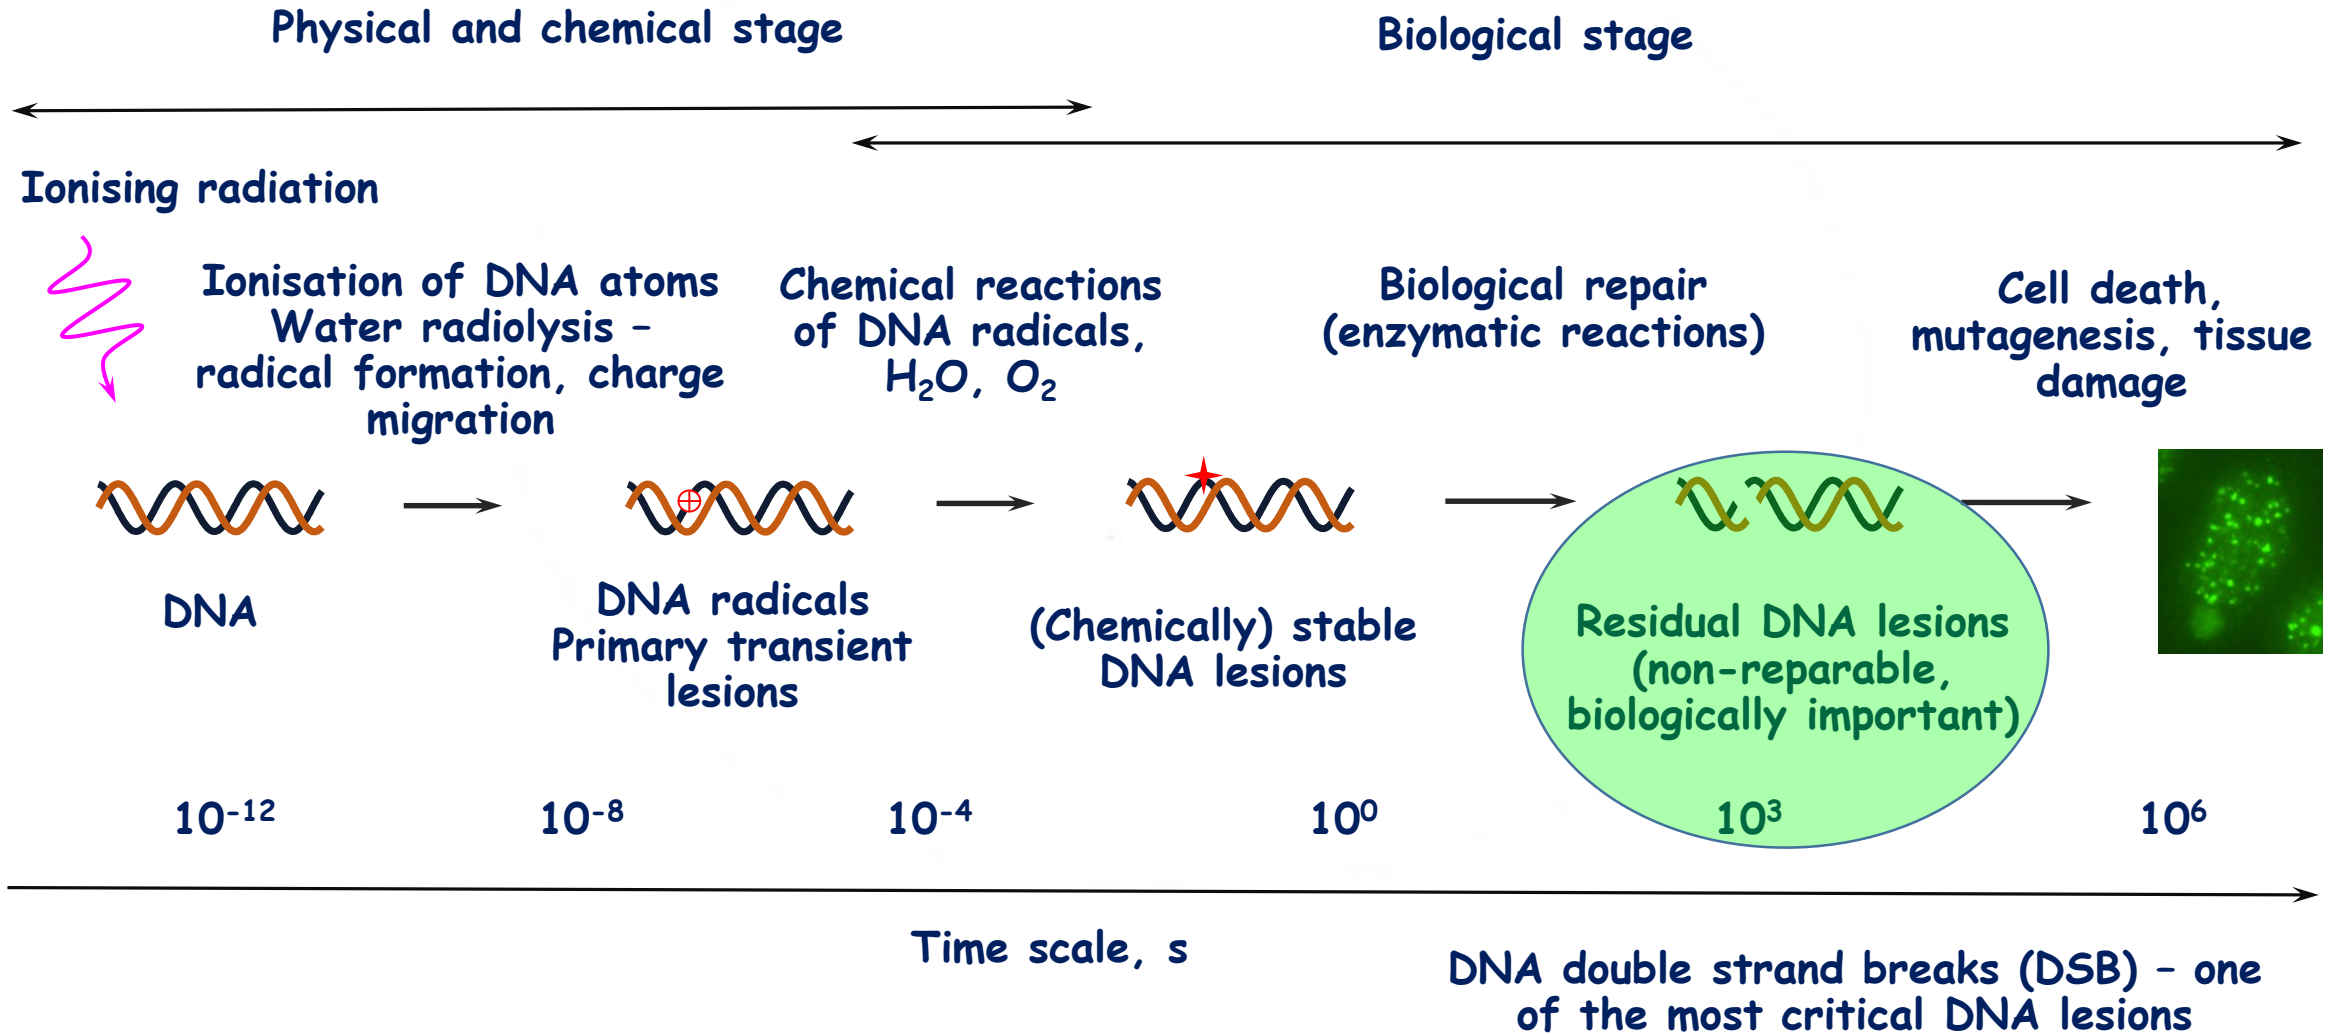 Physical and chemical stage
Biological stage
Ionising radiation
Ionisation of DNA atoms
Water radiolysis –
radical formation, charge
migration
Chemical reactions
of DNA radicals,
H₂O, O₂
Biological repair
(enzymatic reactions)
Cell death,
mutagenesis, tissue
damage
DNA
DNA radicals
Primary transient
lesions
(Chemically) stable
DNA lesions
Residual DNA lesions
(non-reparable,
biologically important)
10⁻¹² 10⁻⁸ 10⁻⁴ 10⁰ 10³ 10⁶
Time scale, s
DNA double strand breaks (DSB) – one
of the most critical DNA lesions